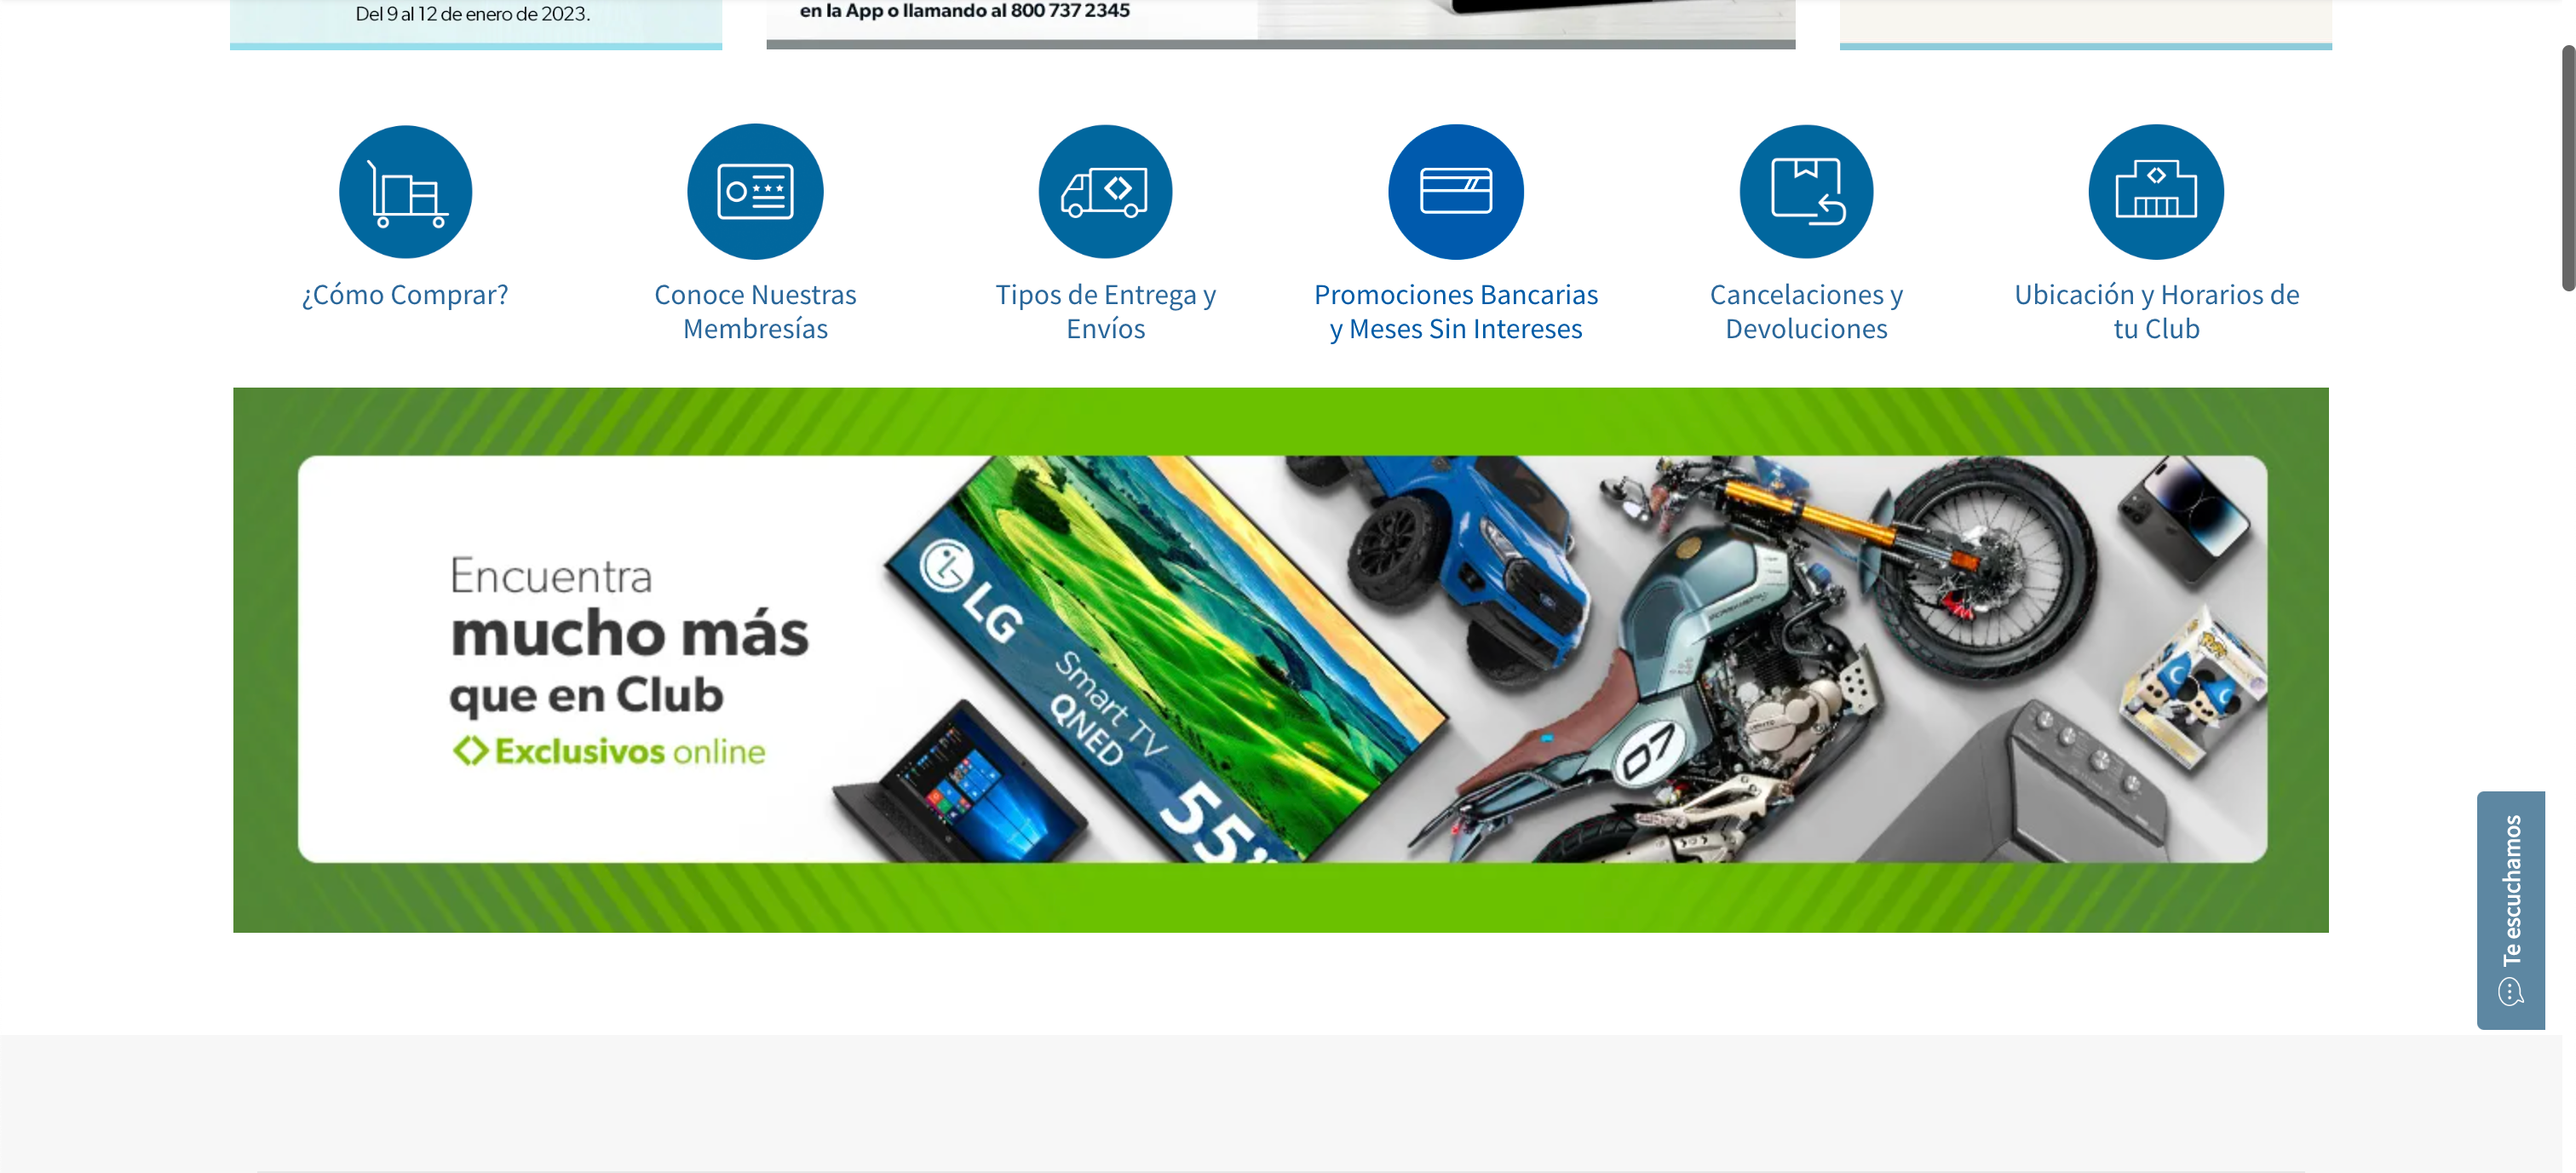 Del 9 al 12 de enero de 2023.
en la App o llamando al 800 737 2345
¿Cómo Comprar?
Conoce Nuestras
Membresías
Tipos de Entrega y
Envíos
Promociones Bancarias
y Meses Sin Intereses
Cancelaciones y
Devoluciones
Ubicación y Horarios de
tu Club
Encuentra
mucho más
que en Club
Exclusivos online
LG
Smart TV
QNED
55"
07
Te escuchamos